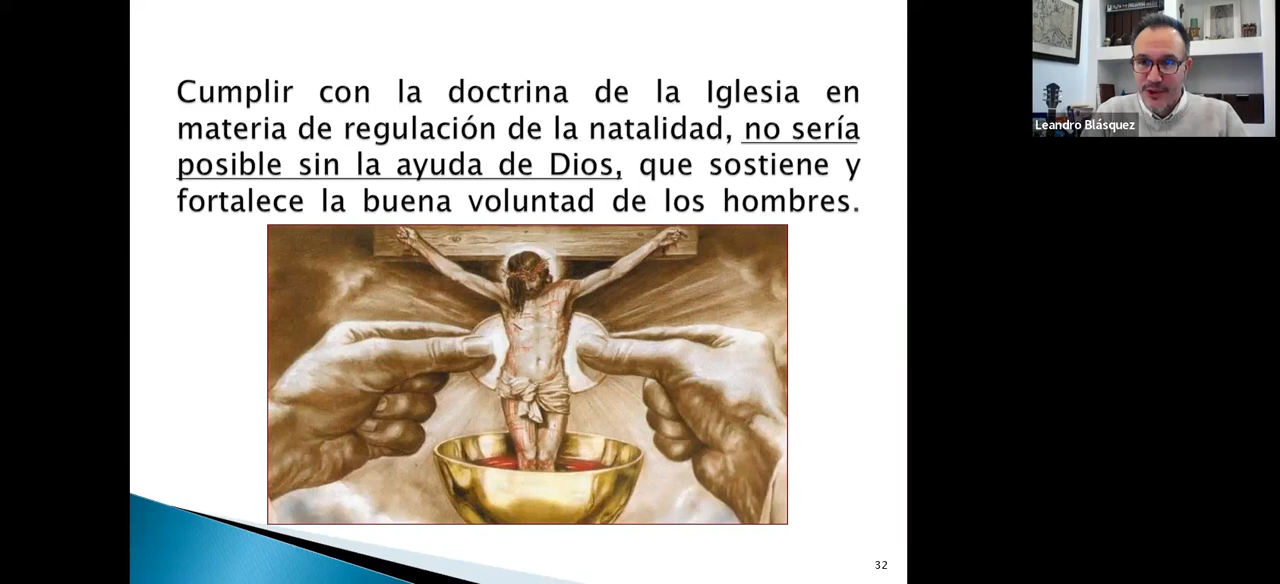 Cumplir con la doctrina de la Iglesia en
materia de regulación de la natalidad, no sería
posible sin la ayuda de Dios, que sostiene y
fortalece la buena voluntad de los hombres.
Leandro Blásquez
32